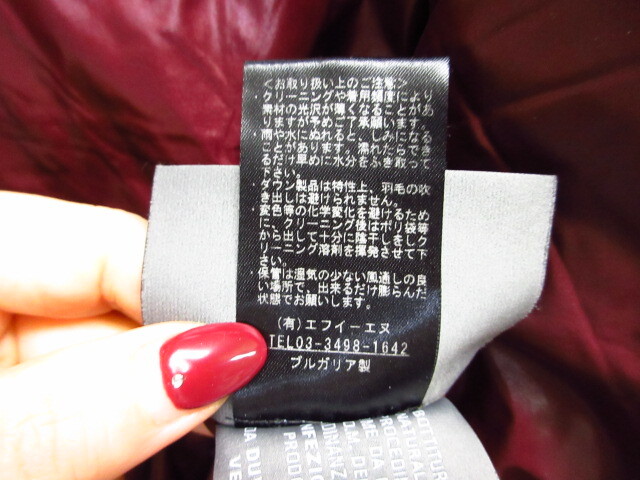 ＜お取り扱い上のご注意＞
・クリーニングや着用頻度により
素材の光沢が薄くなることがあ
りますが予めご了承願います。
・雨や水にぬれると、しみになる
ことがあります。濡れたらでき
るだけ早めに水分をふき取って
下さい。
・ダウン製品は特性上、羽毛の吹
き出しは避けられません。
・変色等の化学変化を避けるため
に、クリーニング後はポリ袋等
から出して十分に陰干しをしク
リーニング溶剤を揮発させて下
さい。
・保管は湿気の少ない風通しの良
い場所で、出来るだけ膨らんだ
状態でお願いします。
(有)エフイーエヌ
TEL03-3498-1642
ブルガリア製